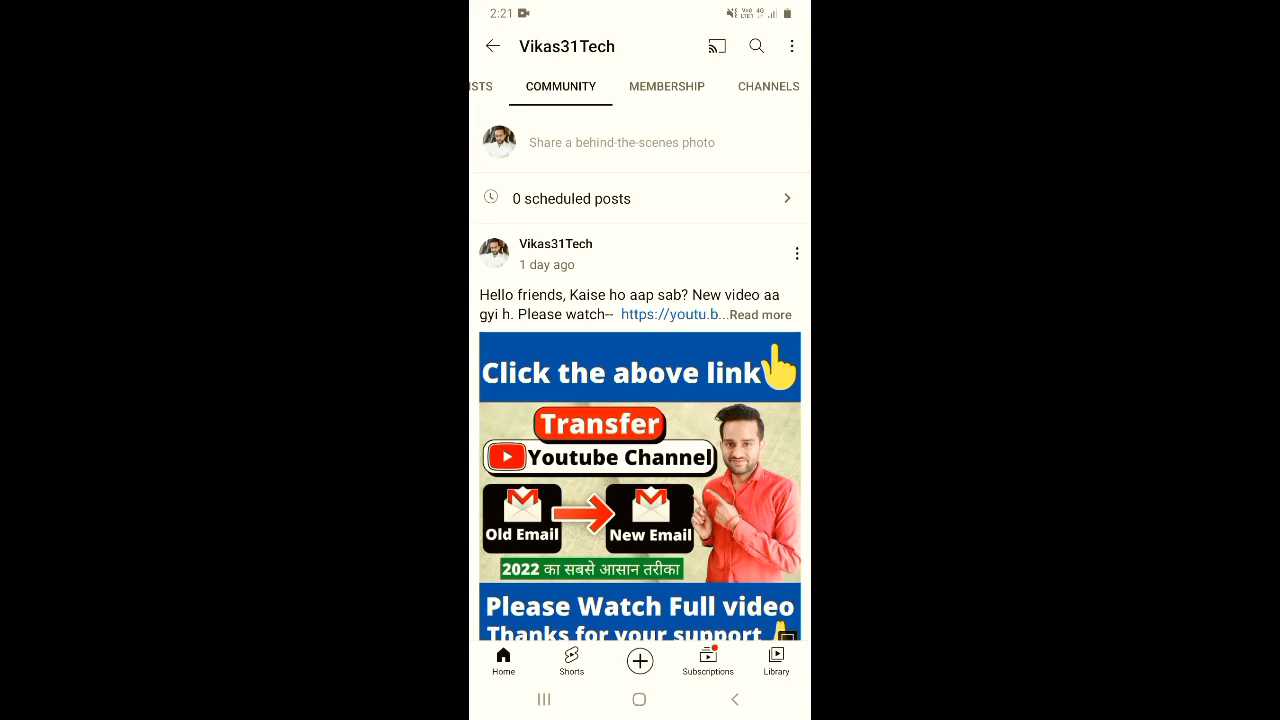 2:21
Vikas31Tech
ISTS COMMUNITY MEMBERSHIP CHANNELS
Share a behind-the-scenes photo
0 scheduled posts
Vikas31Tech
1 day ago
Hello friends, Kaise ho aap sab? New video aa
gyi h. Please watch-- https://youtu.b...Read more
Click the above link
Transfer
Youtube Channel
Old Email New Email
2022 का सबसे आसान तरीका
Please Watch Full video
Thanks for your support
Home Shorts Subscriptions Library